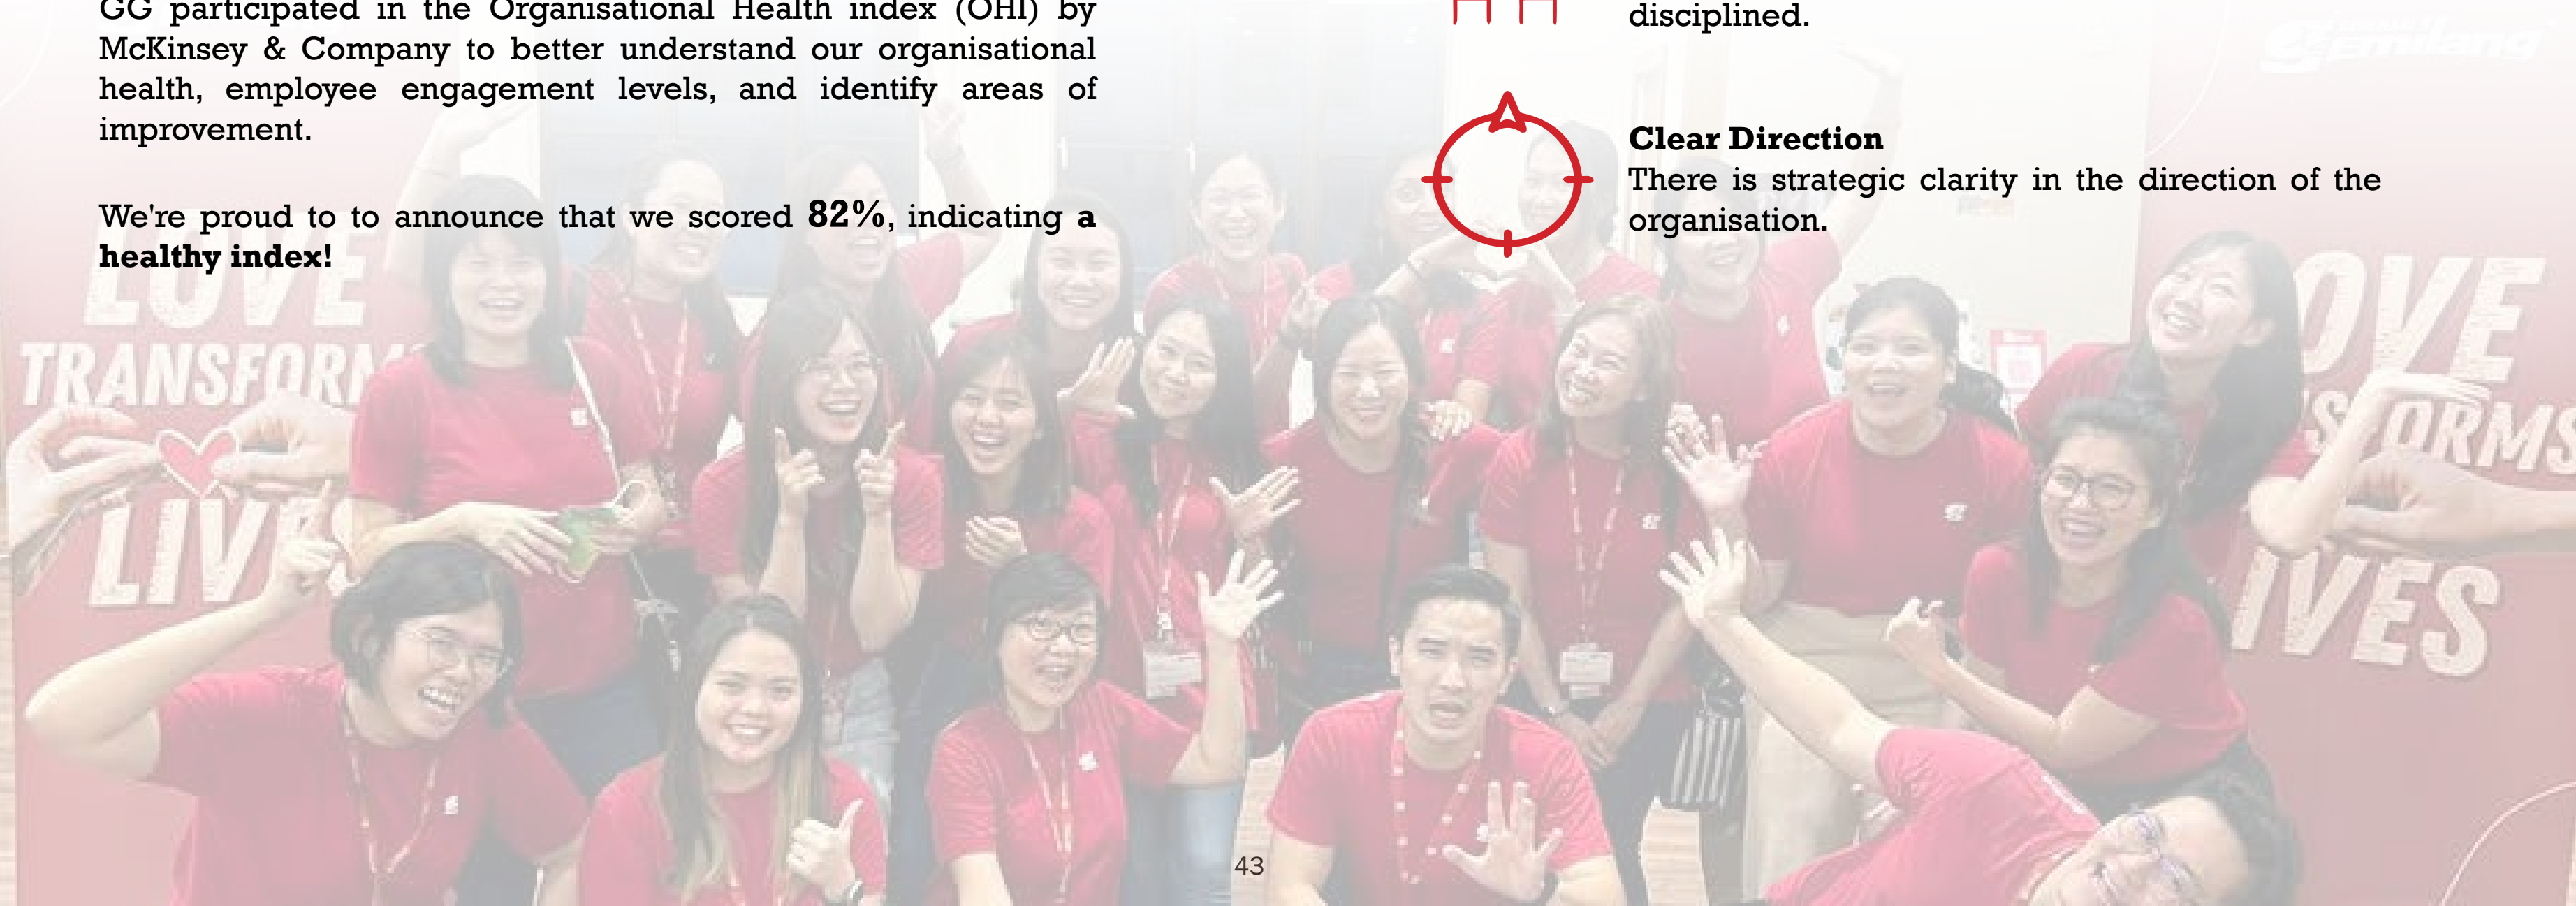 GG participated in the Organisational Health index (OHI) by
McKinsey & Company to better understand our organisational
health, employee engagement levels, and identify areas of
improvement.
We're proud to to announce that we scored 82%, indicating a
healthy index!
disciplined.
Clear Direction
There is strategic clarity in the direction of the
organisation.
gEmilang
LOVE
TRANSFORM
LIV
OVE
SFORMS
IVES
43